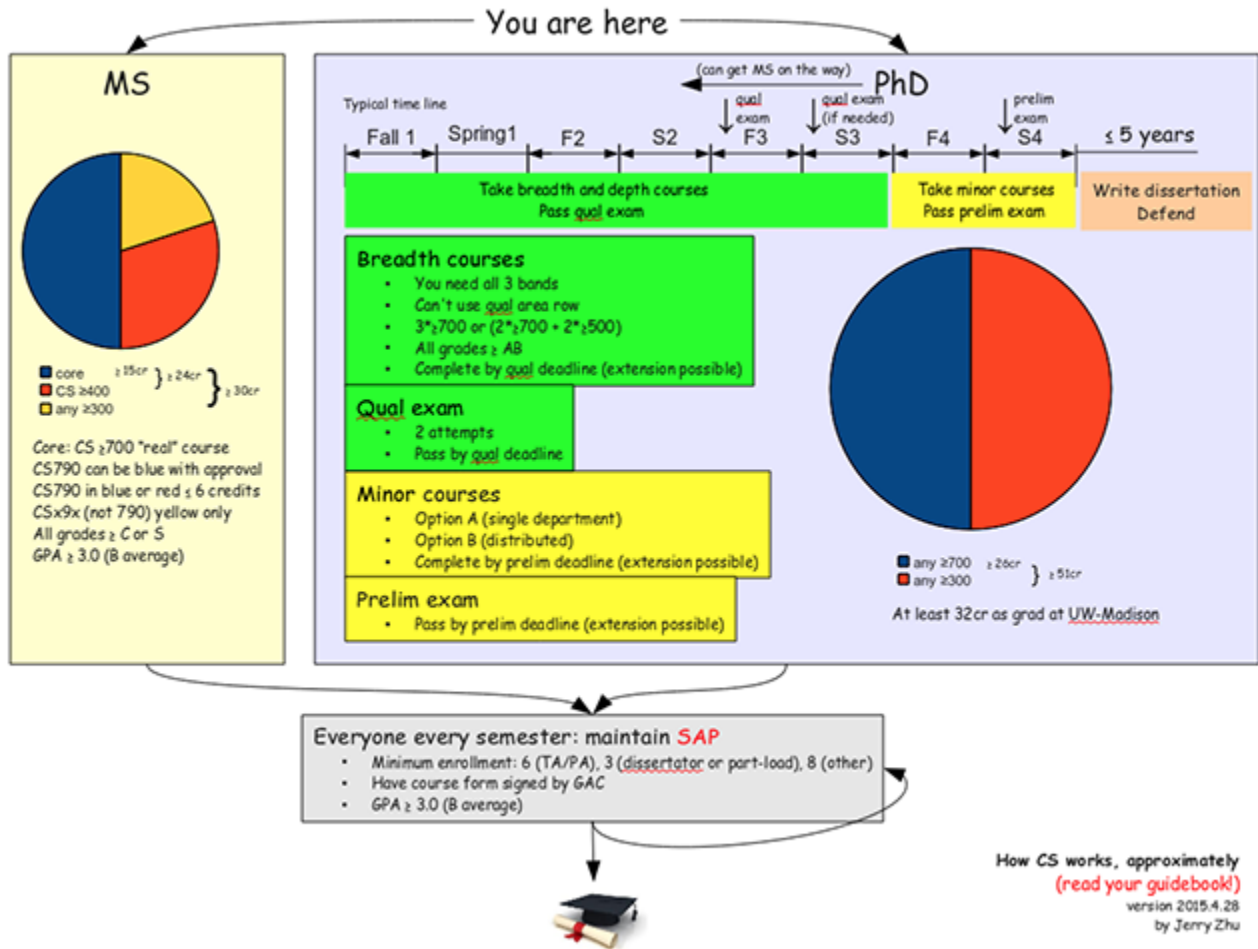 You are here
MS
core ≥ 15cr } ≥ 24cr } ≥ 30cr
CS ≥400
any ≥300
Core: CS ≥700 "real" course
CS790 can be blue with approval
CS790 in blue or red ≤ 6 credits
CSx9x (not 790) yellow only
All grades ≥ C or S
GPA ≥ 3.0 (B average)
(can get MS on the way)
PhD
Typical time line
qual
exam
qual exam
(if needed)
prelim
exam
Fall 1 Spring1 F2 S2 F3 S3 F4 S4 ≤ 5 years
Take breadth and depth courses
Pass qual exam
Take minor courses
Pass prelim exam
Write dissertation
Defend
Breadth courses
• You need all 3 bands
• Can't use qual area row
• 3*≥700 or (2*≥700 + 2*≥500)
• All grades ≥ AB
• Complete by qual deadline (extension possible)
Qual exam
• 2 attempts
• Pass by qual deadline
Minor courses
• Option A (single department)
• Option B (distributed)
• Complete by prelim deadline (extension possible)
Prelim exam
• Pass by prelim deadline (extension possible)
any ≥700 ≥ 26cr } ≥ 51cr
any ≥300
At least 32cr as grad at UW-Madison
Everyone every semester: maintain SAP
• Minimum enrollment: 6 (TA/PA), 3 (dissertator or part-load), 8 (other)
• Have course form signed by GAC
• GPA ≥ 3.0 (B average)
How CS works, approximately
(read your guidebook!)
version 2015.4.28
by Jerry Zhu